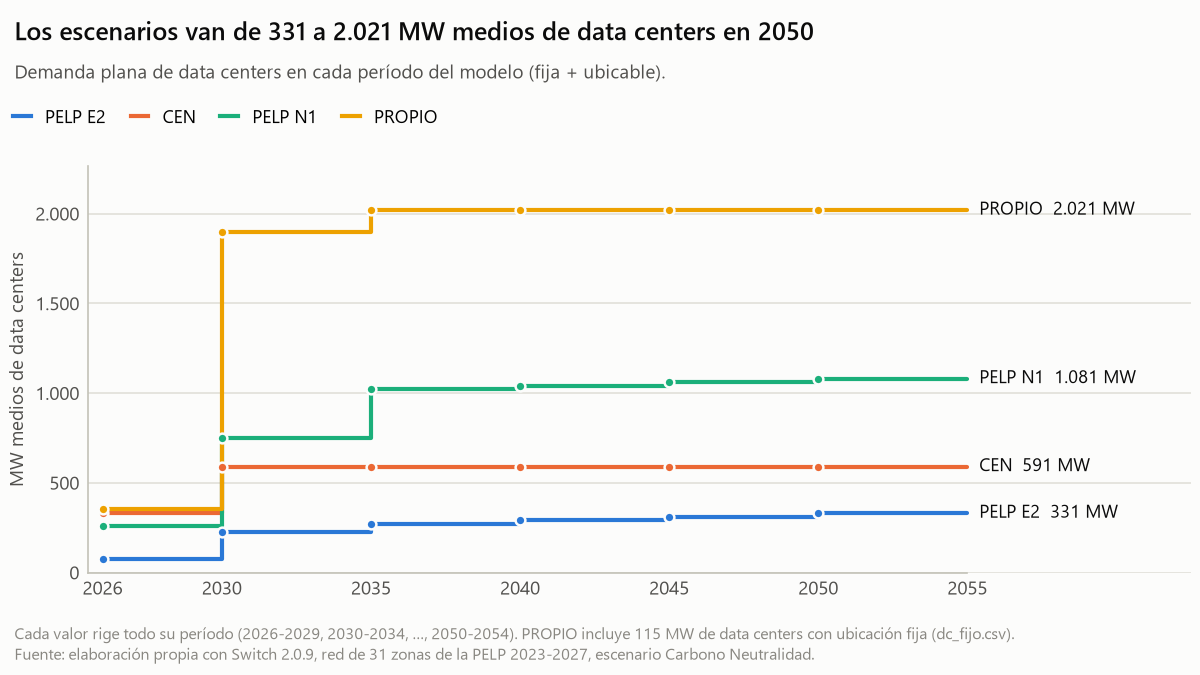 Los escenarios van de 331 a 2.021 MW medios de data centers en 2050
Demanda plana de data centers en cada período del modelo (fija + ubicable).
PELP E2 CEN PELP N1 PROPIO
MW medios de data centers
2.000
1.500
1.000
500
0
PROPIO 2.021 MW
PELP N1 1.081 MW
CEN 591 MW
PELP E2 331 MW
2026 2030 2035 2040 2045 2050 2055
Cada valor rige todo su período (2026-2029, 2030-2034, ..., 2050-2054). PROPIO incluye 115 MW de data centers con ubicación fija (dc_fijo.csv).
Fuente: elaboración propia con Switch 2.0.9, red de 31 zonas de la PELP 2023-2027, escenario Carbono Neutralidad.